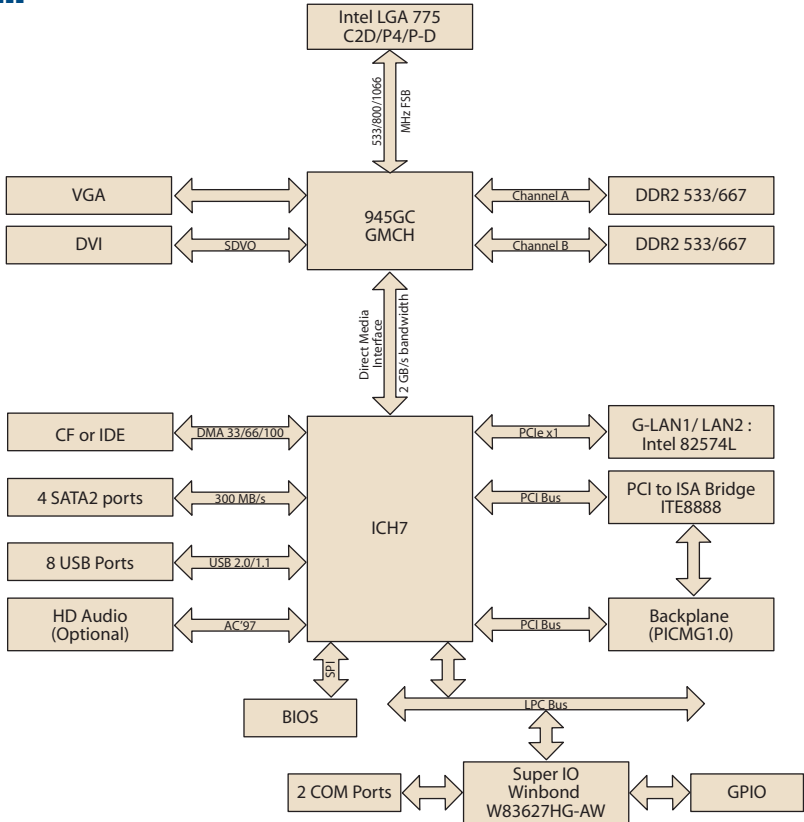 Intel LGA 775
C2D/P4/P-D
533/800/1066
MHz FSB
VGA
945GC
GMCH
Channel A
DDR2 533/667
DVI
SDVO
Channel B
DDR2 533/667
Direct Media
Interface
2 GB/s bandwidth
CF or IDE
DMA 33/66/100
ICH7
PCIe x1
G-LAN1/ LAN2 :
Intel 82574L
4 SATA2 ports
300 MB/s
PCI Bus
PCI to ISA Bridge
ITE8888
8 USB Ports
USB 2.0/1.1
HD Audio
(Optional)
AC'97
PCI Bus
Backplane
(PICMG1.0)
SPI
BIOS
LPC Bus
2 COM Ports
Super IO
Winbond
W83627HG-AW
GPIO